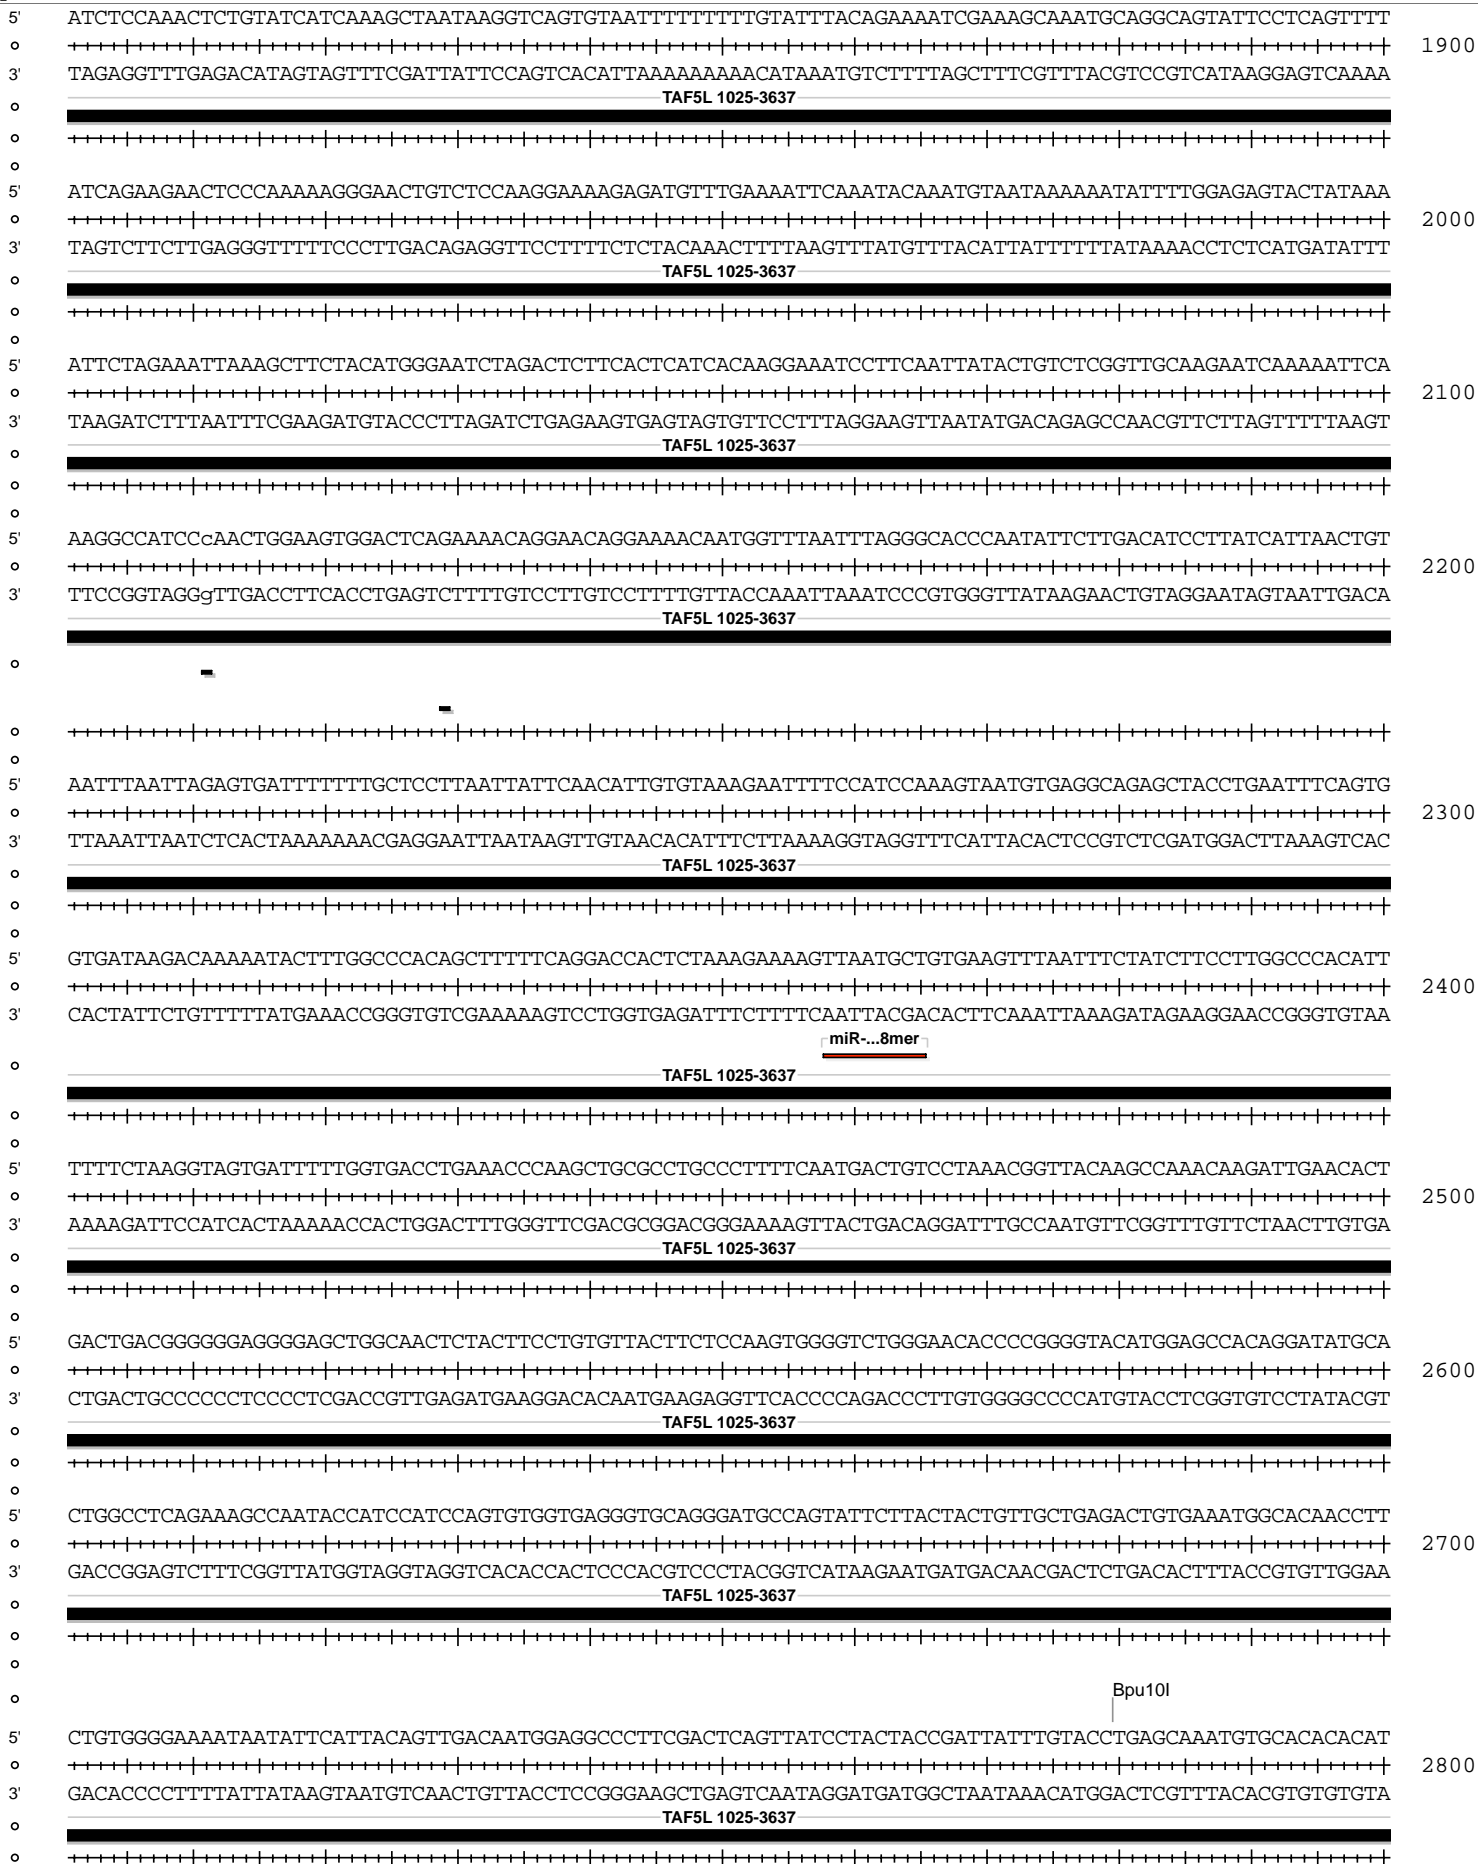 5' ATCTCCAAACTCTGTATCATCAAAGCTAATAAGGTCAGTGTAATTTTTTTTTGTATTTACAGAAAATCGAAAGCAAATGCAGGCAGTATTCCTCAGTTTT
1900
3' TAGAGGTTTGAGACATAGTAGTTTCGATTATTCCAGTCACATTAAAAAAAAACATAAATGTCTTTTAGCTTTCGTTTACGTCCGTCATAAGGAGTCAAAA
TAF5L 1025-3637
5' ATCAGAAGAACTCCCAAAAAGGGAACTGTCTCCAAGGAAAAGAGATGTTTGAAAATTCAAATACAAATGTAATAAAAAATATTTTGGAGAGTACTATAAA
2000
3' TAGTCTTCTTGAGGGTTTTTCCCTTGACAGAGGTTCCTTTTCTCTACAAACTTTTAAGTTTATGTTTACATTATTTTTTATAAAACCTCTCATGATATTT
TAF5L 1025-3637
5' ATTCTAGAAATTAAAGCTTCTACATGGGAATCTAGACTCTTCACTCATCACAAGGAAATCCTTCAATTATACTGTCTCGGTTGCAAGAATCAAAAATTCA
2100
3' TAAGATCTTTAATTTCGAAGATGTACCCTTAGATCTGAGAAGTGAGTAGTGTTCCTTTAGGAAGTTAATATGACAGAGCCAACGTTCTTAGTTTTTAAGT
TAF5L 1025-3637
5' AAGGCCATCCcAACTGGAAGTGGACTCAGAAAACAGGAACAGGAAAACAATGGTTTAATTTAGGGCACCCAATATTCTTGACATCCTTATCATTAACTGT
2200
3' TTCCGGTAGGgTTGACCTTCACCTGAGTCTTTTGTCCTTGTCCTTTTGTTACCAAATTAAATCCCGTGGGTTATAAGAACTGTAGGAATAGTAATTGACA
TAF5L 1025-3637
5' AATTTAATTAGAGTGATTTTTTTGCTCCTTAATTATTCAACATTGTGTAAAGAATTTTCCATCCAAAGTAATGTGAGGCAGAGCTACCTGAATTTCAGTG
2300
3' TTAAATTAATCTCACTAAAAAAACGAGGAATTAATAAGTTGTAACACATTTCTTAAAAGGTAGGTTTCATTACACTCCGTCTCGATGGACTTAAAGTCAC
TAF5L 1025-3637
5' GTGATAAGACAAAAATACTTTGGCCCACAGCTTTTTCAGGACCACTCTAAAGAAAAGTTAATGCTGTGAAGTTTAATTTCTATCTTCCTTGGCCCACATT
2400
3' CACTATTCTGTTTTTATGAAACCGGGTGTCGAAAAAGTCCTGGTGAGATTTCTTTTCAATTACGACACTTCAAATTAAAGATAGAAGGAACCGGGTGTAA
miR-...8mer
TAF5L 1025-3637
5' TTTTCTAAGGTAGTGATTTTTGGTGACCTGAAACCCAAGCTGCGCCTGCCCTTTTCAATGACTGTCCTAAACGGTTACAAGCCAAACAAGATTGAACACT
2500
3' AAAAGATTCCATCACTAAAAACCACTGGACTTTGGGTTCGACGCGGACGGGAAAAGTTACTGACAGGATTTGCCAATGTTCGGTTTGTTCTAACTTGTGA
TAF5L 1025-3637
5' GACTGACGGGGGGAGGGGAGCTGGCAACTCTACTTCCTGTGTTACTTCTCCAAGTGGGGTCTGGGAACACCCCGGGGTACATGGAGCCACAGGATATGCA
2600
3' CTGACTGCCCCCCTCCCCTCGACCGTTGAGATGAAGGACACAATGAAGAGGTTCACCCCAGACCCTTGTGGGGCCCCATGTACCTCGGTGTCCTATACGT
TAF5L 1025-3637
5' CTGGCCTCAGAAAGCCAATACCATCCATCCAGTGTGGTGAGGGTGCAGGGATGCCAGTATTCTTACTACTGTTGCTGAGACTGTGAAATGGCACAACCTT
2700
3' GACCGGAGTCTTTCGGTTATGGTAGGTAGGTCACACCACTCCCACGTCCCTACGGTCATAAGAATGATGACAACGACTCTGACACTTTACCGTGTTGGAA
TAF5L 1025-3637
Bpu10I
5' CTGTGGGGAAAATAATATTCATTACAGTTGACAATGGAGGCCCTTCGACTCAGTTATCCTACTACCGATTATTTGTACCTGAGCAAATGTGCACACACAT
2800
3' GACACCCCTTTTATTATAAGTAATGTCAACTGTTACCTCCGGGAAGCTGAGTCAATAGGATGATGGCTAATAAACATGGACTCGTTTACACGTGTGTGTA
TAF5L 1025-3637